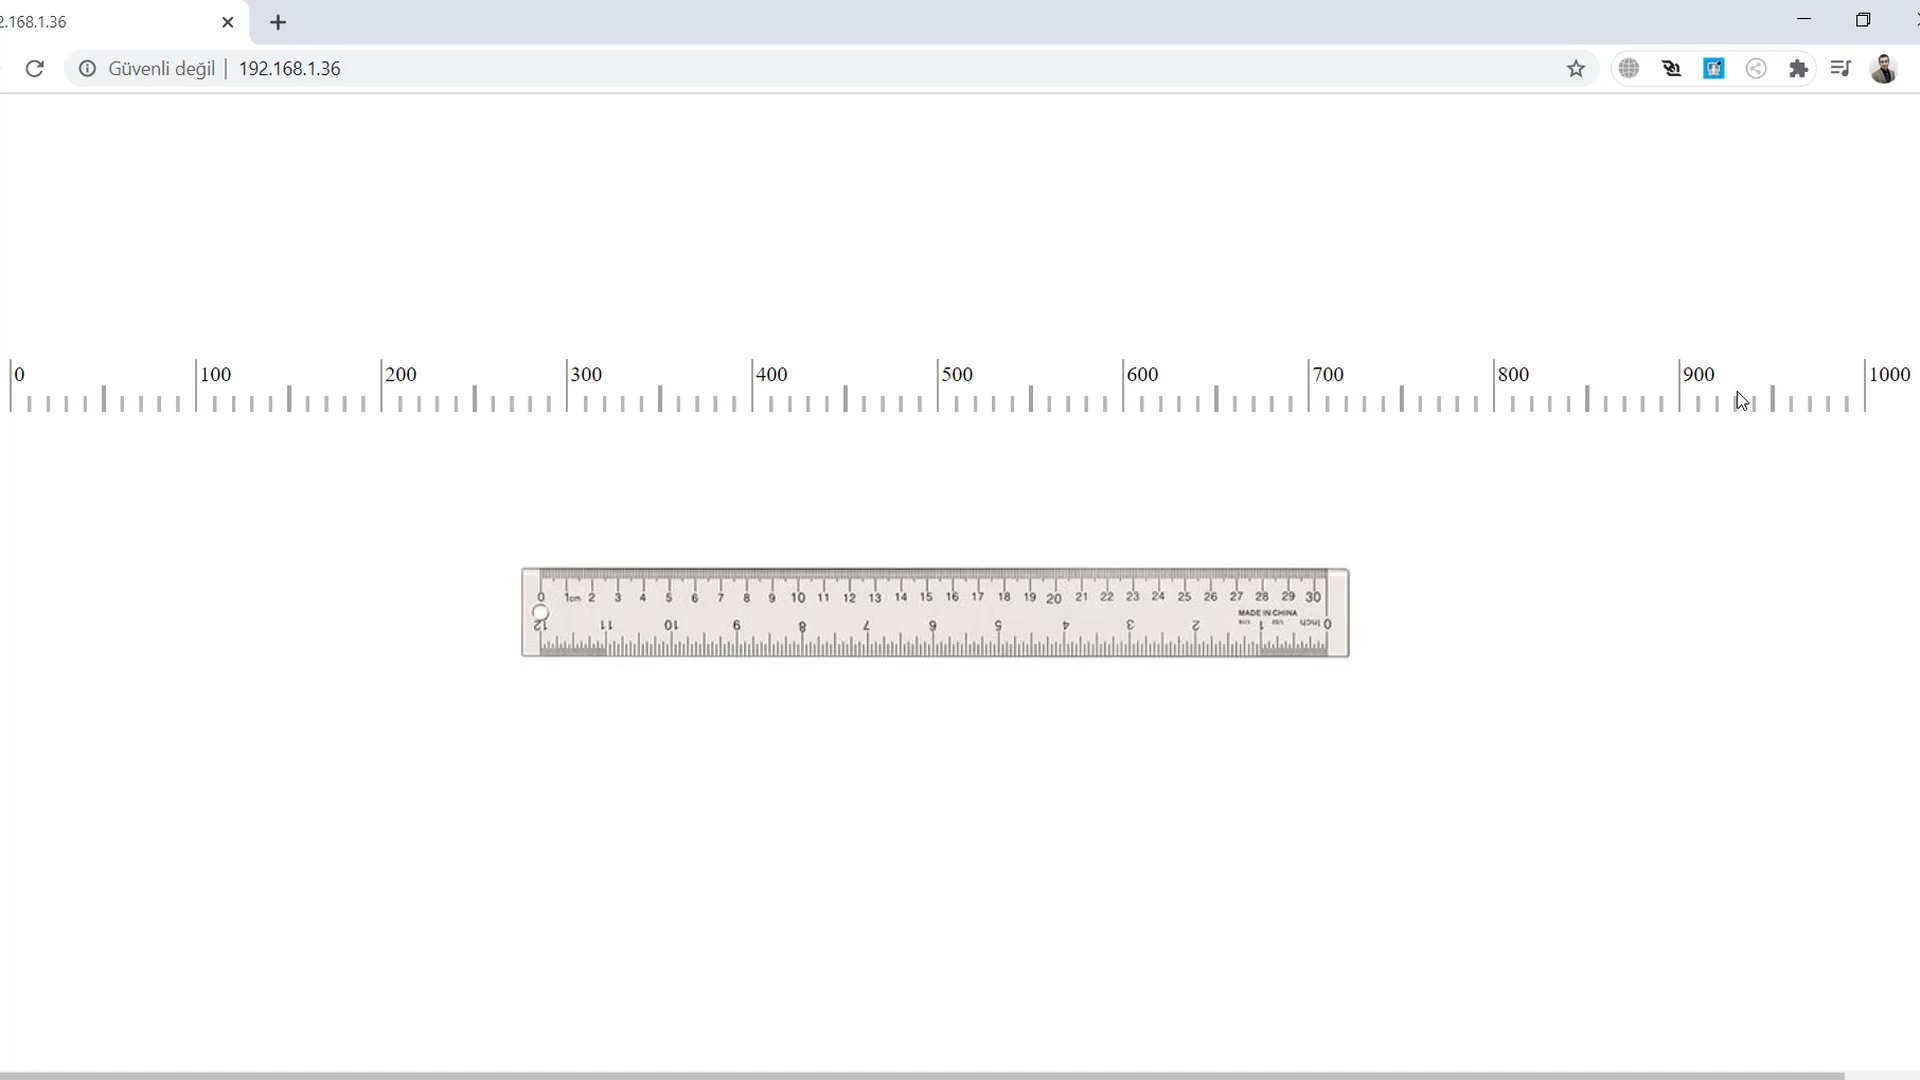 2.168.1.36
Güvenli değil | 192.168.1.36
0 100 200 300 400 500 600 700 800 900 1000
0 1cm 2 3 4 5 6 7 8 9 10 11 12 13 14 15 16 17 18 19 20 21 22 23 24 25 26 27 28 29 30
MADE IN CHINA
12 11 10 9 8 7 6 5 4 3 2 1 Inch 0